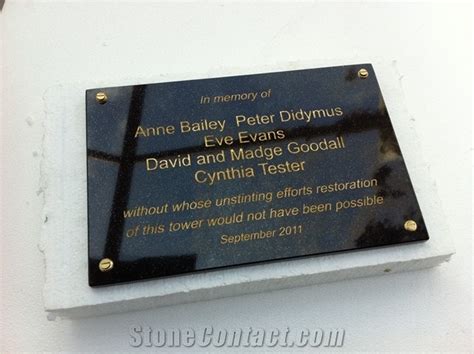 In memory of
Anne Bailey Peter Didymus
Eve Evans
David and Madge Goodall
Cynthia Tester
without whose unstinting efforts restoration
of this tower would not have been possible
September 2011
StoneContact.com